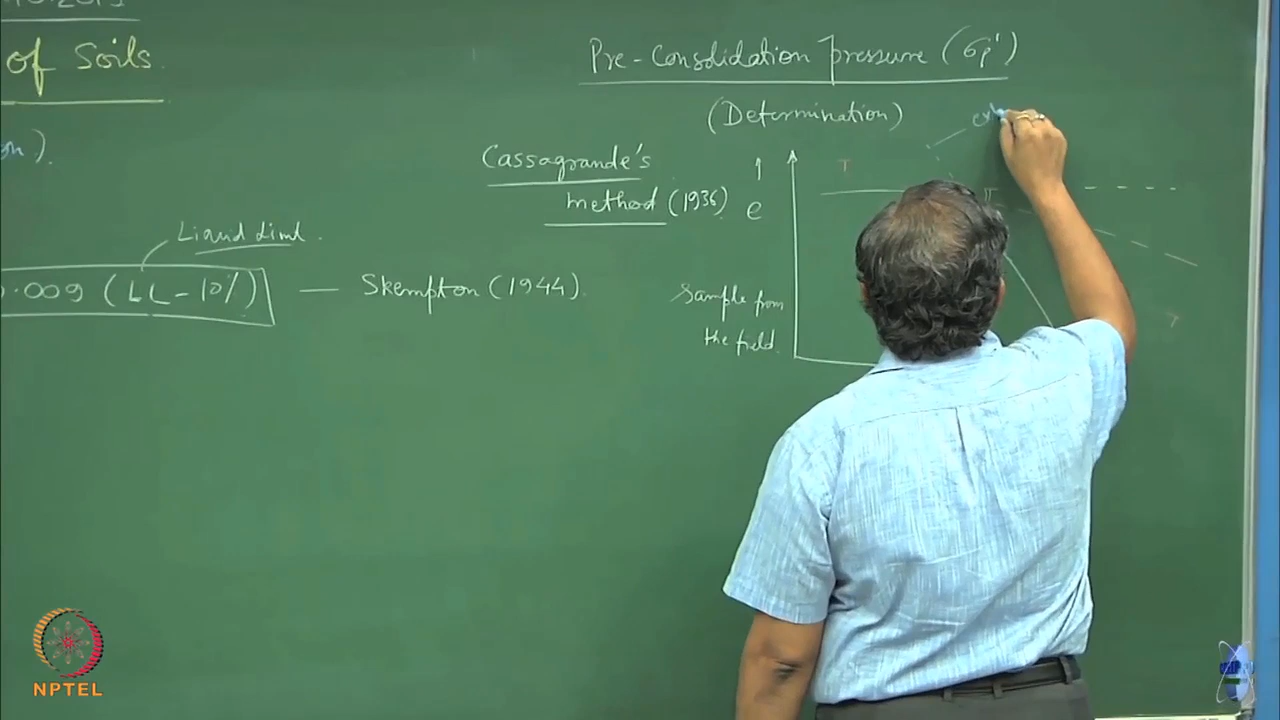 of Soils.
Liquid Limit.
0.009 (LL-10%) — Skempton (1944).
Pre-Consolidation pressure (σp')
(Determination)
Cassagrande's
method (1936)
↑
e
Sample from
the field.
T
T
NPTEL